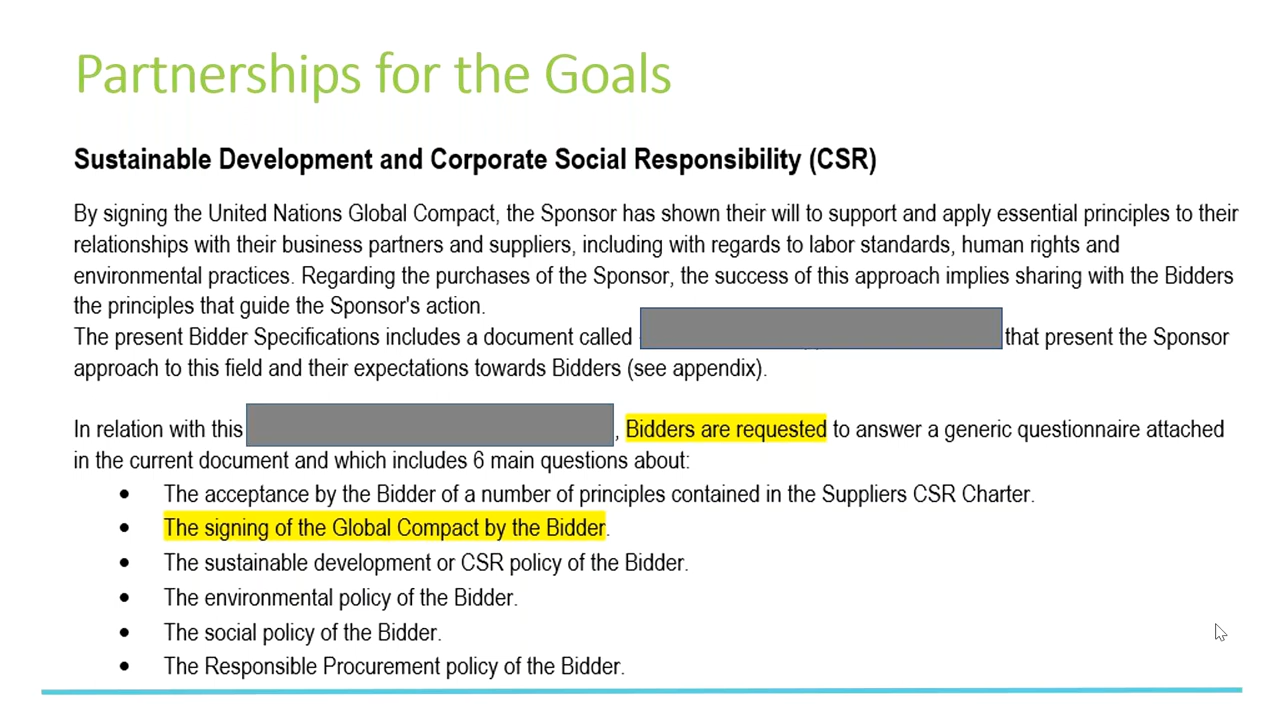 Partnerships for the Goals
Sustainable Development and Corporate Social Responsibility (CSR)
By signing the United Nations Global Compact, the Sponsor has shown their will to support and apply essential principles to their
relationships with their business partners and suppliers, including with regards to labor standards, human rights and
environmental practices. Regarding the purchases of the Sponsor, the success of this approach implies sharing with the Bidders
the principles that guide the Sponsor's action.
The present Bidder Specifications includes a document called that present the Sponsor
approach to this field and their expectations towards Bidders (see appendix).
In relation with this , Bidders are requested to answer a generic questionnaire attached
in the current document and which includes 6 main questions about:
• The acceptance by the Bidder of a number of principles contained in the Suppliers CSR Charter.
• The signing of the Global Compact by the Bidder.
• The sustainable development or CSR policy of the Bidder.
• The environmental policy of the Bidder.
• The social policy of the Bidder.
• The Responsible Procurement policy of the Bidder.